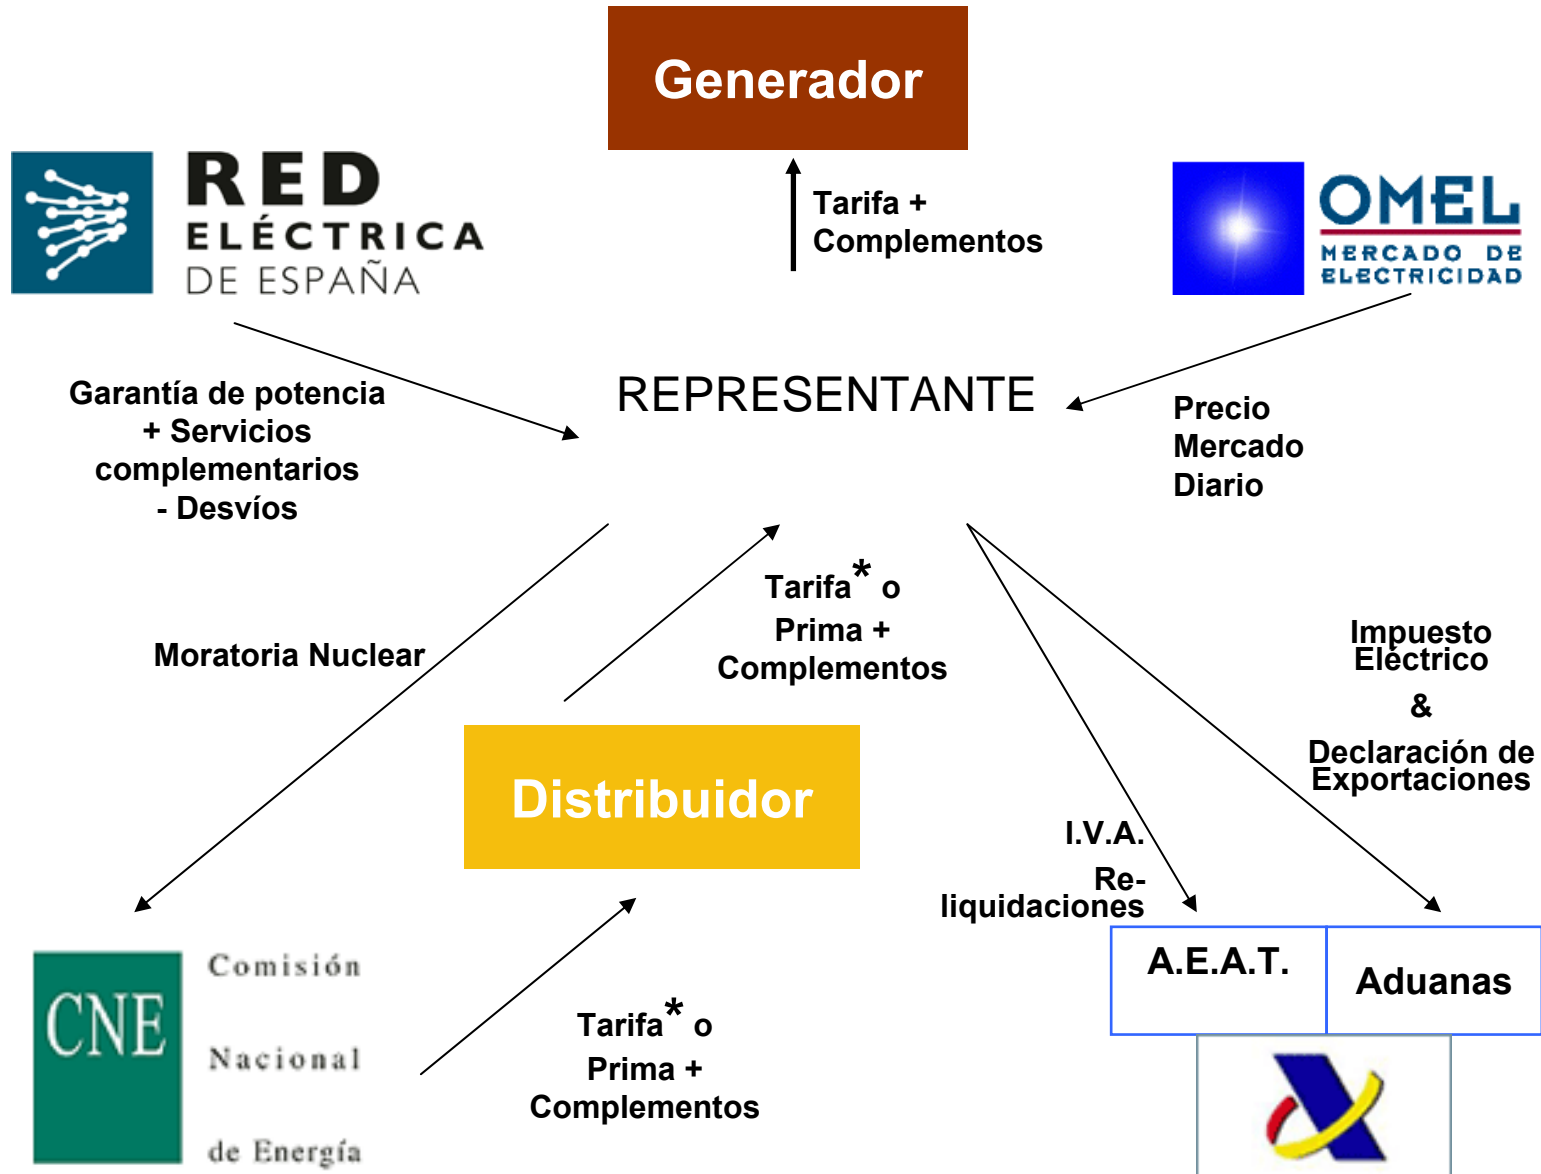 Generador
RED
ELÉCTRICA
DE ESPAÑA
Tarifa +
Complementos
OMEL
MERCADO DE
ELECTRICIDAD
Garantía de potencia
+ Servicios
complementarios
- Desvíos
REPRESENTANTE
Precio
Mercado
Diario
Moratoria Nuclear
Tarifa* o
Prima +
Complementos
Impuesto
Eléctrico
&
Declaración de
Exportaciones
Distribuidor
I.V.A.
Re-
liquidaciones
CNE
Comisión
Nacional
de Energía
Tarifa* o
Prima +
Complementos
A.E.A.T.
Aduanas